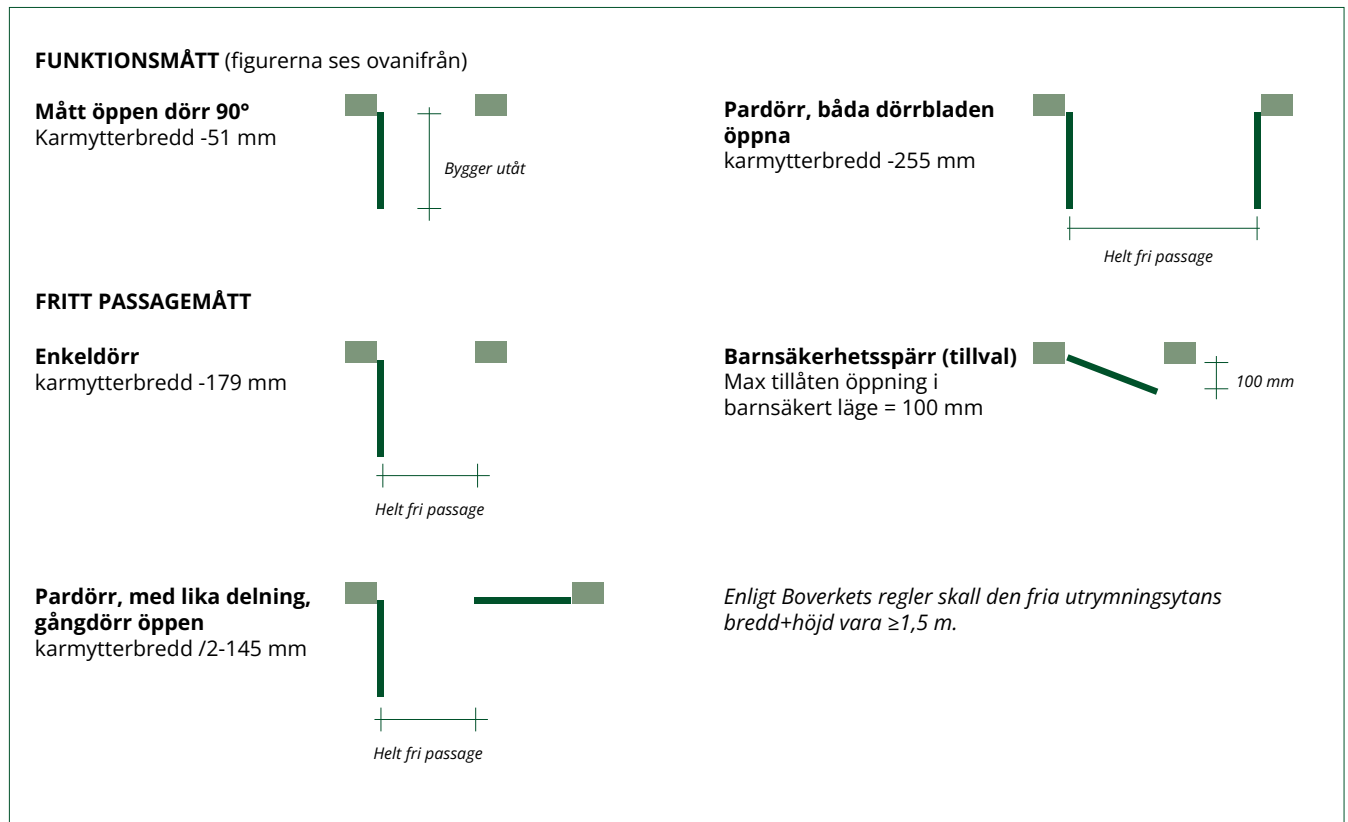 FUNKTIONSMÅTT (figurerna ses ovanifrån)
Mått öppen dörr 90°
Karmytterbredd -51 mm
Bygger utåt
Pardörr, båda dörrbladen
öppna
karmytterbredd -255 mm
Helt fri passage
FRITT PASSAGEMÅTT
Enkeldörr
karmytterbredd -179 mm
Helt fri passage
Barnsäkerhetsspärr (tillval)
Max tillåten öppning i
barnsäkert läge = 100 mm
100 mm
Pardörr, med lika delning,
gångdörr öppen
karmytterbredd /2-145 mm
Helt fri passage
Enligt Boverkets regler skall den fria utrymningsytans
bredd+höjd vara ≥1,5 m.